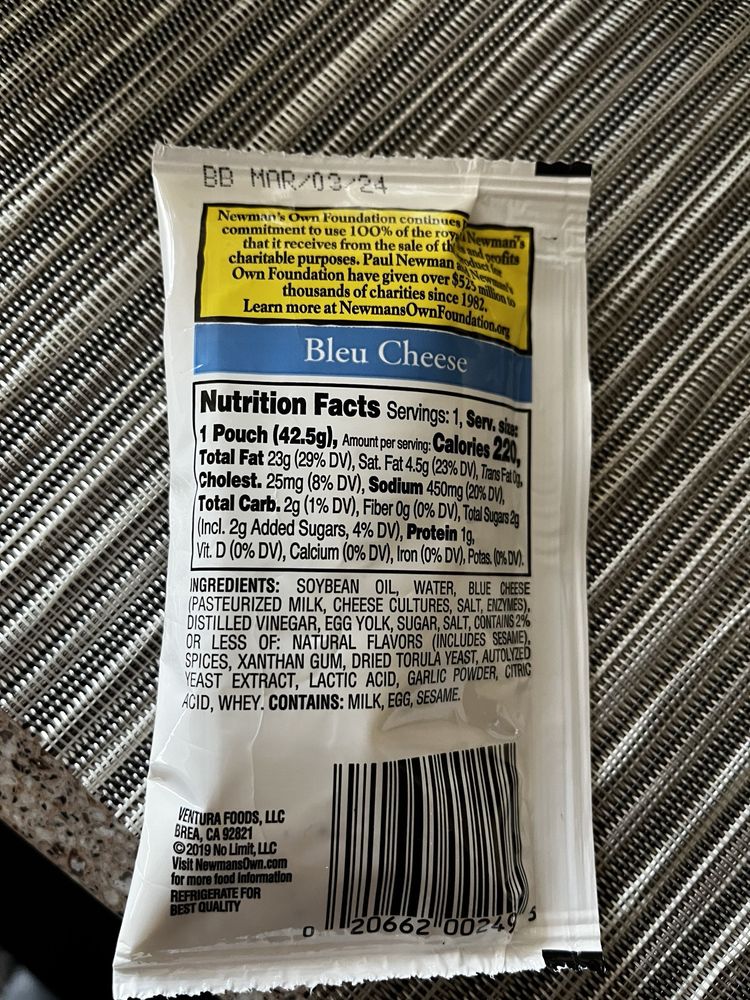 BB MAR/03/24
Newman's Own Foundation continues
commitment to use 100% of the Newman's
that it receives from the sale of and profits
charitable purposes. Paul Newman
Own Foundation have given over $525 million to
thousands of charities since 1982.
Learn more at NewmansOwnFoundation.org
Bleu Cheese
Nutrition Facts Servings: 1, Serv. size:
1 Pouch (42.5g), Amount per serving: Calories 220,
Total Fat 23g (29% DV), Sat. Fat 4.5g (23% DV), Trans Fat 0g,
Cholest. 25mg (8% DV), Sodium 450mg (20% DV),
Total Carb. 2g (1% DV), Fiber 0g (0% DV), Total Sugars 2g
(Incl. 2g Added Sugars, 4% DV), Protein 1g,
Vit. D (0% DV), Calcium (0% DV), Iron (0% DV), Potas. (0% DV).
INGREDIENTS: SOYBEAN OIL, WATER, BLUE CHEESE
(PASTEURIZED MILK, CHEESE CULTURES, SALT, ENZYMES),
DISTILLED VINEGAR, EGG YOLK, SUGAR, SALT, CONTAINS 2%
OR LESS OF: NATURAL FLAVORS (INCLUDES SESAME),
SPICES, XANTHAN GUM, DRIED TORULA YEAST, AUTOLYZED
YEAST EXTRACT, LACTIC ACID, GARLIC POWDER, CITRIC
ACID, WHEY. CONTAINS: MILK, EGG, SESAME.
VENTURA FOODS, LLC
BREA, CA 92821
©2019 No Limit, LLC
Visit NewmansOwn.com
for more food information
REFRIGERATE FOR
BEST QUALITY
0 20662 00249